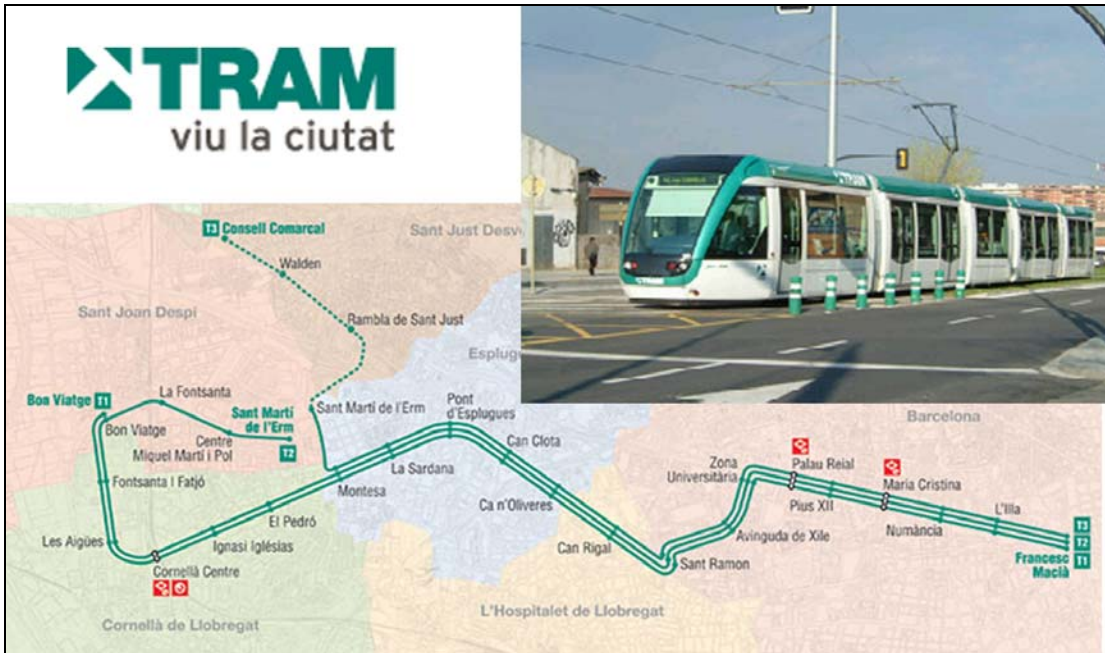 TRAM
viu la ciutat
TRAM
T3 Consell Comarcal
Sant Just Desv
Walden
Sant Joan Despí
Rambla de Sant Just
Esplug
Bon Viatge T1
La Fontsanta
Sant Martí
de l'Erm
T2
Bon Viatge
Centre
Miquel Martí i Pol
Sant Martí de l'Erm
Pont
d'Esplugues
Can Clota
La Sardana
Montesa
Fontsanta I Fatjó
El Pedró
Ignasi Iglésias
Les Aigües
Cornellà Centre
Cornellà de Llobregat
Ca n'Oliveres
Can Rigal
L'Hospitalet de Llobregat
Sant Ramon
Avinguda de Xile
Zona
Universitària
Barcelona
Palau Reial
Pius XII
Maria Cristina
Numància
L'Illa
T3
T2
T1
Francesc
Macià